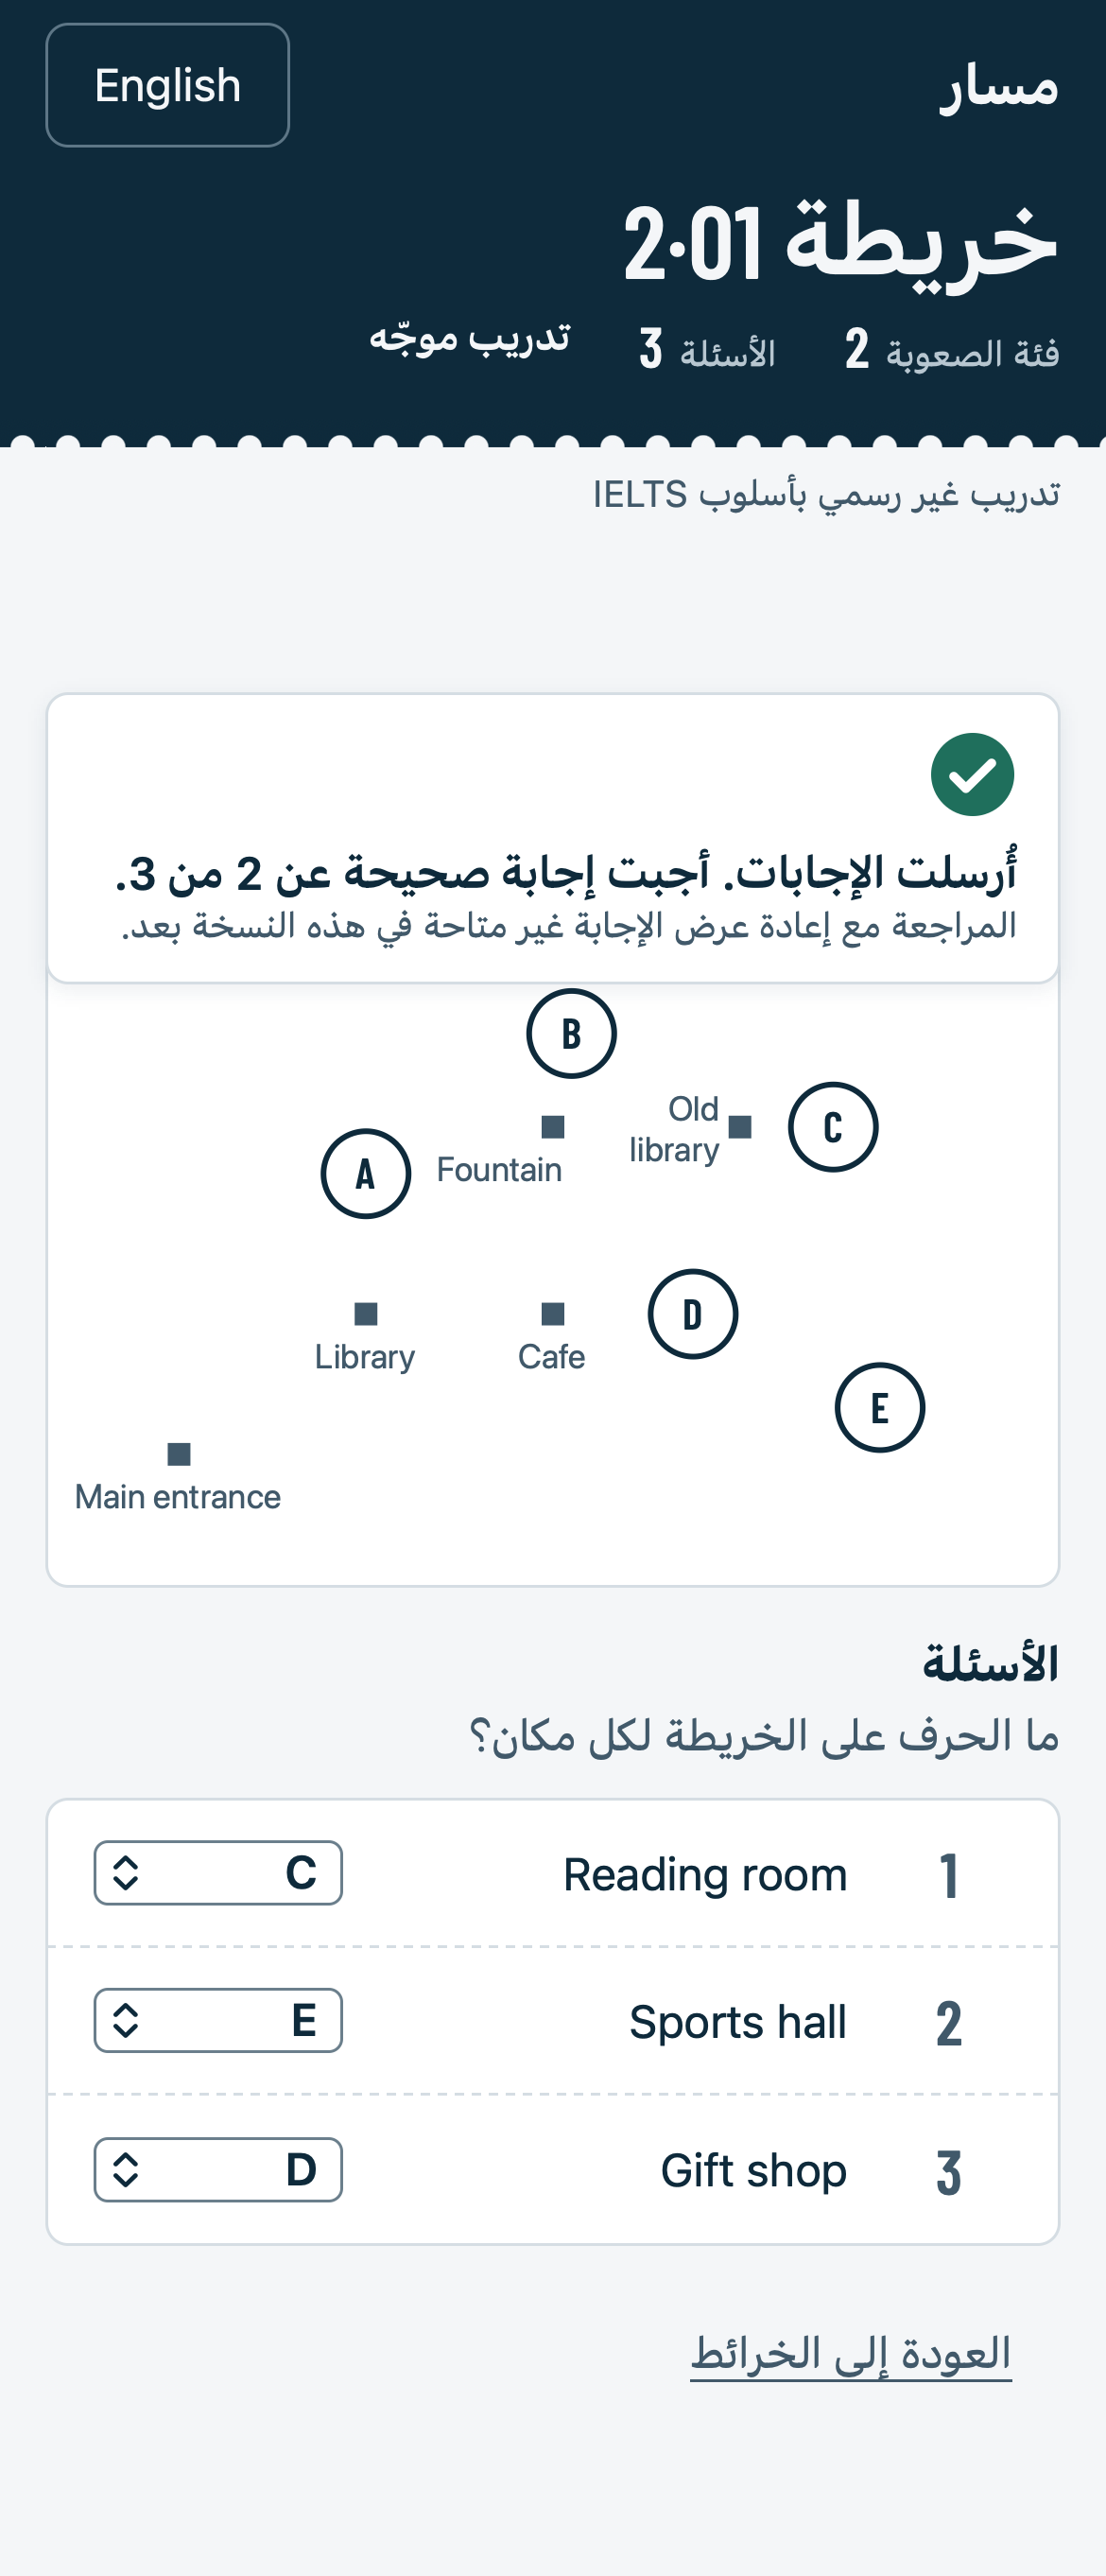 مسار
English
خريطة 2·01
فئة الصعوبة 2 الأسئلة 3 تدريب موجّه
تدريب غير رسمي بأسلوب IELTS
أُرسلت الإجابات. أجبت إجابة صحيحة عن 2 من 3.
المراجعة مع إعادة عرض الإجابة غير متاحة في هذه النسخة بعد.
B
Old
library
C
A
Fountain
D
Library
Cafe
E
Main entrance
الأسئلة
ما الحرف على الخريطة لكل مكان؟
1 Reading room C
2 Sports hall E
3 Gift shop D
العودة إلى الخرائط